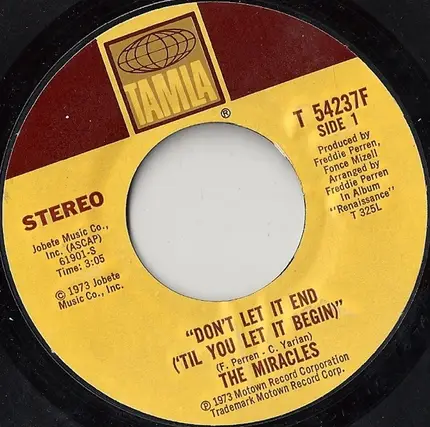 TAMLA
®
T 54237F
SIDE 1
Produced by
Freddie Perren,
Fonce Mizell
Arranged by
Freddie Perren
In Album
"Renaissance"
T 325L
STEREO
Jobete Music Co.,
Inc. (ASCAP)
61901-S
Time: 3:05
© 1973 Jobete
Music Co., Inc.
"DON'T LET IT END
('TIL YOU LET IT BEGIN)"
(F. Perren - C. Yarian)
THE MIRACLES
℗ 1973 Motown Record Corporation
Trademark Motown Record Corp.